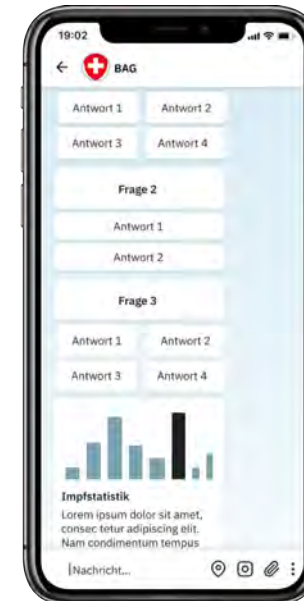 19:02
BAG
Antwort 1 Antwort 2
Antwort 3 Antwort 4
Frage 2
Antwort 1
Antwort 2
Frage 3
Antwort 1 Antwort 2
Antwort 3 Antwort 4
Impfstatistik
Lorem ipsum dolor sit amet,
consec tetur adipiscing elit.
Nam condimentum tempus
Nachricht...